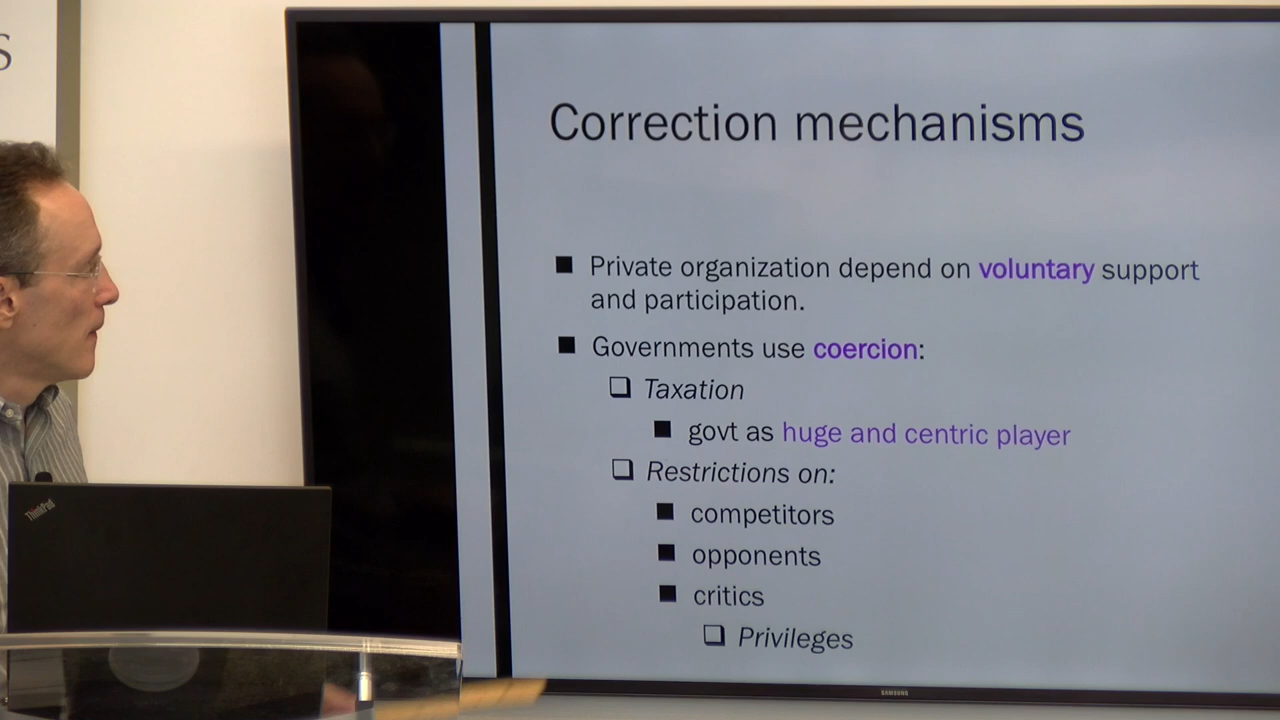 S
Correction mechanisms
Private organization depend on voluntary support
and participation.
Governments use coercion:
Taxation
govt as huge and centric player
Restrictions on:
competitors
opponents
critics
Privileges
ThinkPad
SAMSUNG